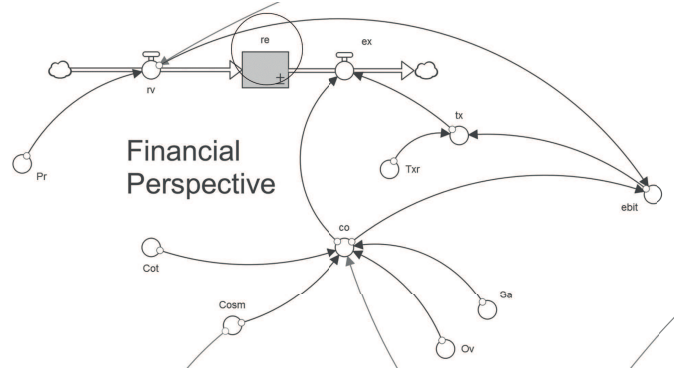 re
ex
rv
tx
Financial
Perspective
Pr
Txr
ebit
co
Cot
Ga
Cosm
Ov